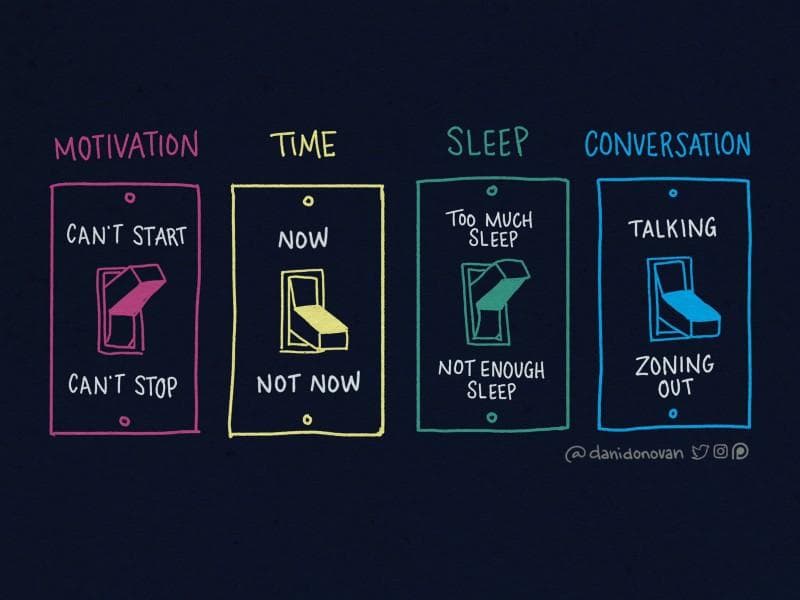 MOTIVATION
TIME
SLEEP
CONVERSATION
CAN'T START
CAN'T STOP
NOW
NOT NOW
TOO MUCH
SLEEP
NOT ENOUGH
SLEEP
TALKING
ZONING
OUT
@danidonovan